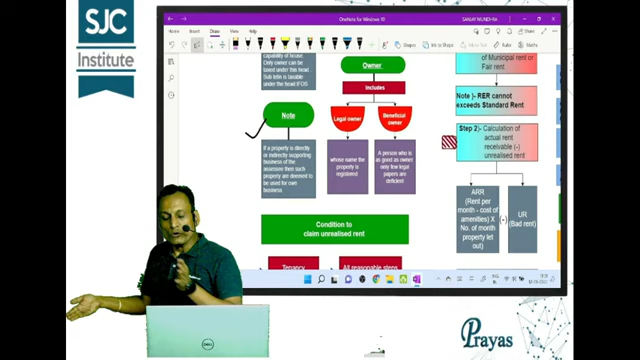 SJC
Institute
OneNote for Windows 10
SANJAY MUNDHRA
Home
Insert
Draw
View
Help
Shapes
Ink to Shape
Capability of house.
Only owner can be
taxed under this head.
Sub letin is taxable
under the head IFOS
Note
If a property is directly
or indirectly supporting
business of the
assessee then such
property are deemed to
be used for own
business
Owner
Includes
Legal owner
Beneficial
owner
whose name the
property is
registrerd
A person who is
as good as owner
only few legal
papers are
deficient
Condition to
claim unrealised rent
Tenancy
All reasonable steps
of Municipal rent or
Fair rent
Note )- RER cannot
exceeds Standard Rent
Step 2)- Calculation of
actual rent
receivable (-)
unrealised rent
ARR
(Rent per
month - cost of
amenities) X
No. of month
property let
out)
(-)
UR
(Bad rent)
DELL
Prayas